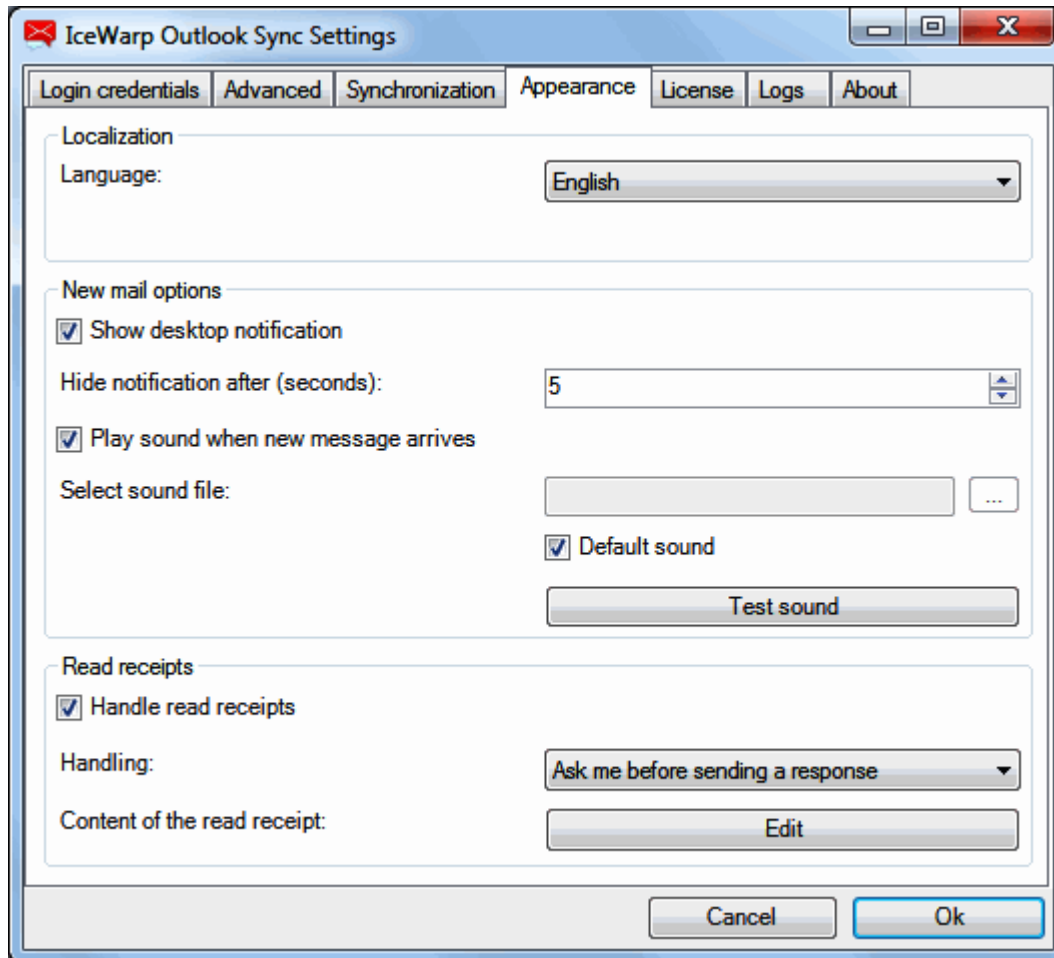 IceWarp Outlook Sync Settings
Login credentials Advanced Synchronization Appearance License Logs About
Localization
Language: English
New mail options
Show desktop notification
Hide notification after (seconds): 5
Play sound when new message arrives
Select sound file: ...
Default sound
Test sound
Read receipts
Handle read receipts
Handling: Ask me before sending a response
Content of the read receipt: Edit
Cancel Ok